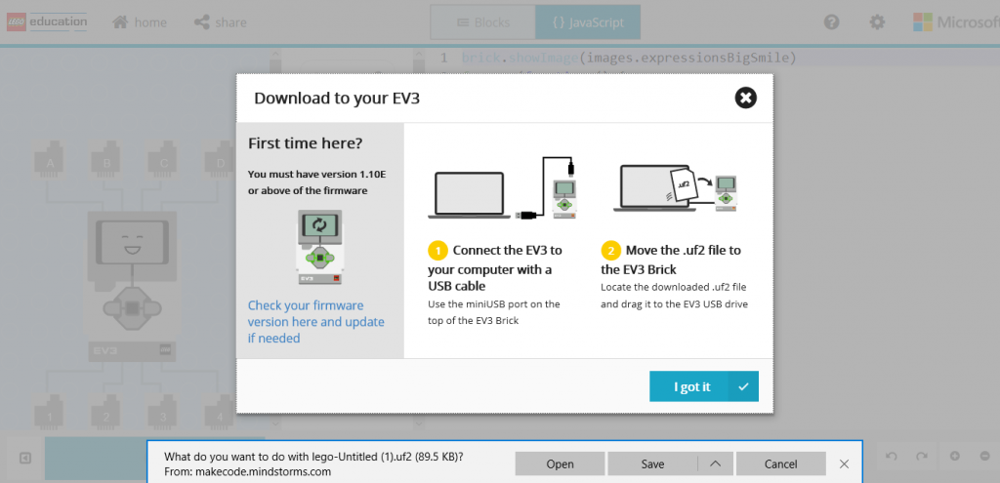 LEGO education home share Blocks {} JavaScript Microsoft
1 brick.showImage(images.expressionsBigSmile)
Download to your EV3
First time here?
You must have version 1.10E
or above of the firmware
EV3
Check your firmware
version here and update
if needed
1 Connect the EV3 to
your computer with a
USB cable
Use the miniUSB port on the
top of the EV3 Brick
.uf2
2 Move the .uf2 file to
the EV3 Brick
Locate the downloaded .uf2 file
and drag it to the EV3 USB drive
I got it
A B C D
EV3
1 2 3 4
What do you want to do with lego-Untitled (1).uf2 (89.5 KB)?
From: makecode.mindstorms.com
Open Save Cancel